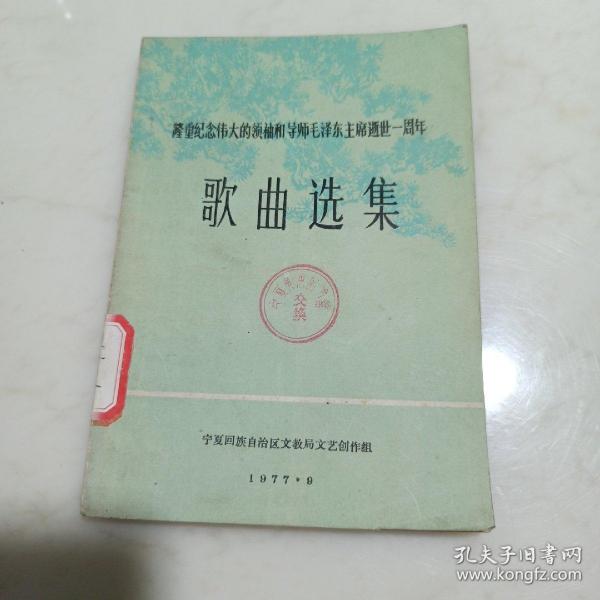 隆重纪念伟大的领袖和导师毛泽东主席逝世一周年
歌曲选集
交换
宁夏回族自治区文教局文艺创作组
1977·9
孔夫子旧书网
www.kongfz.com